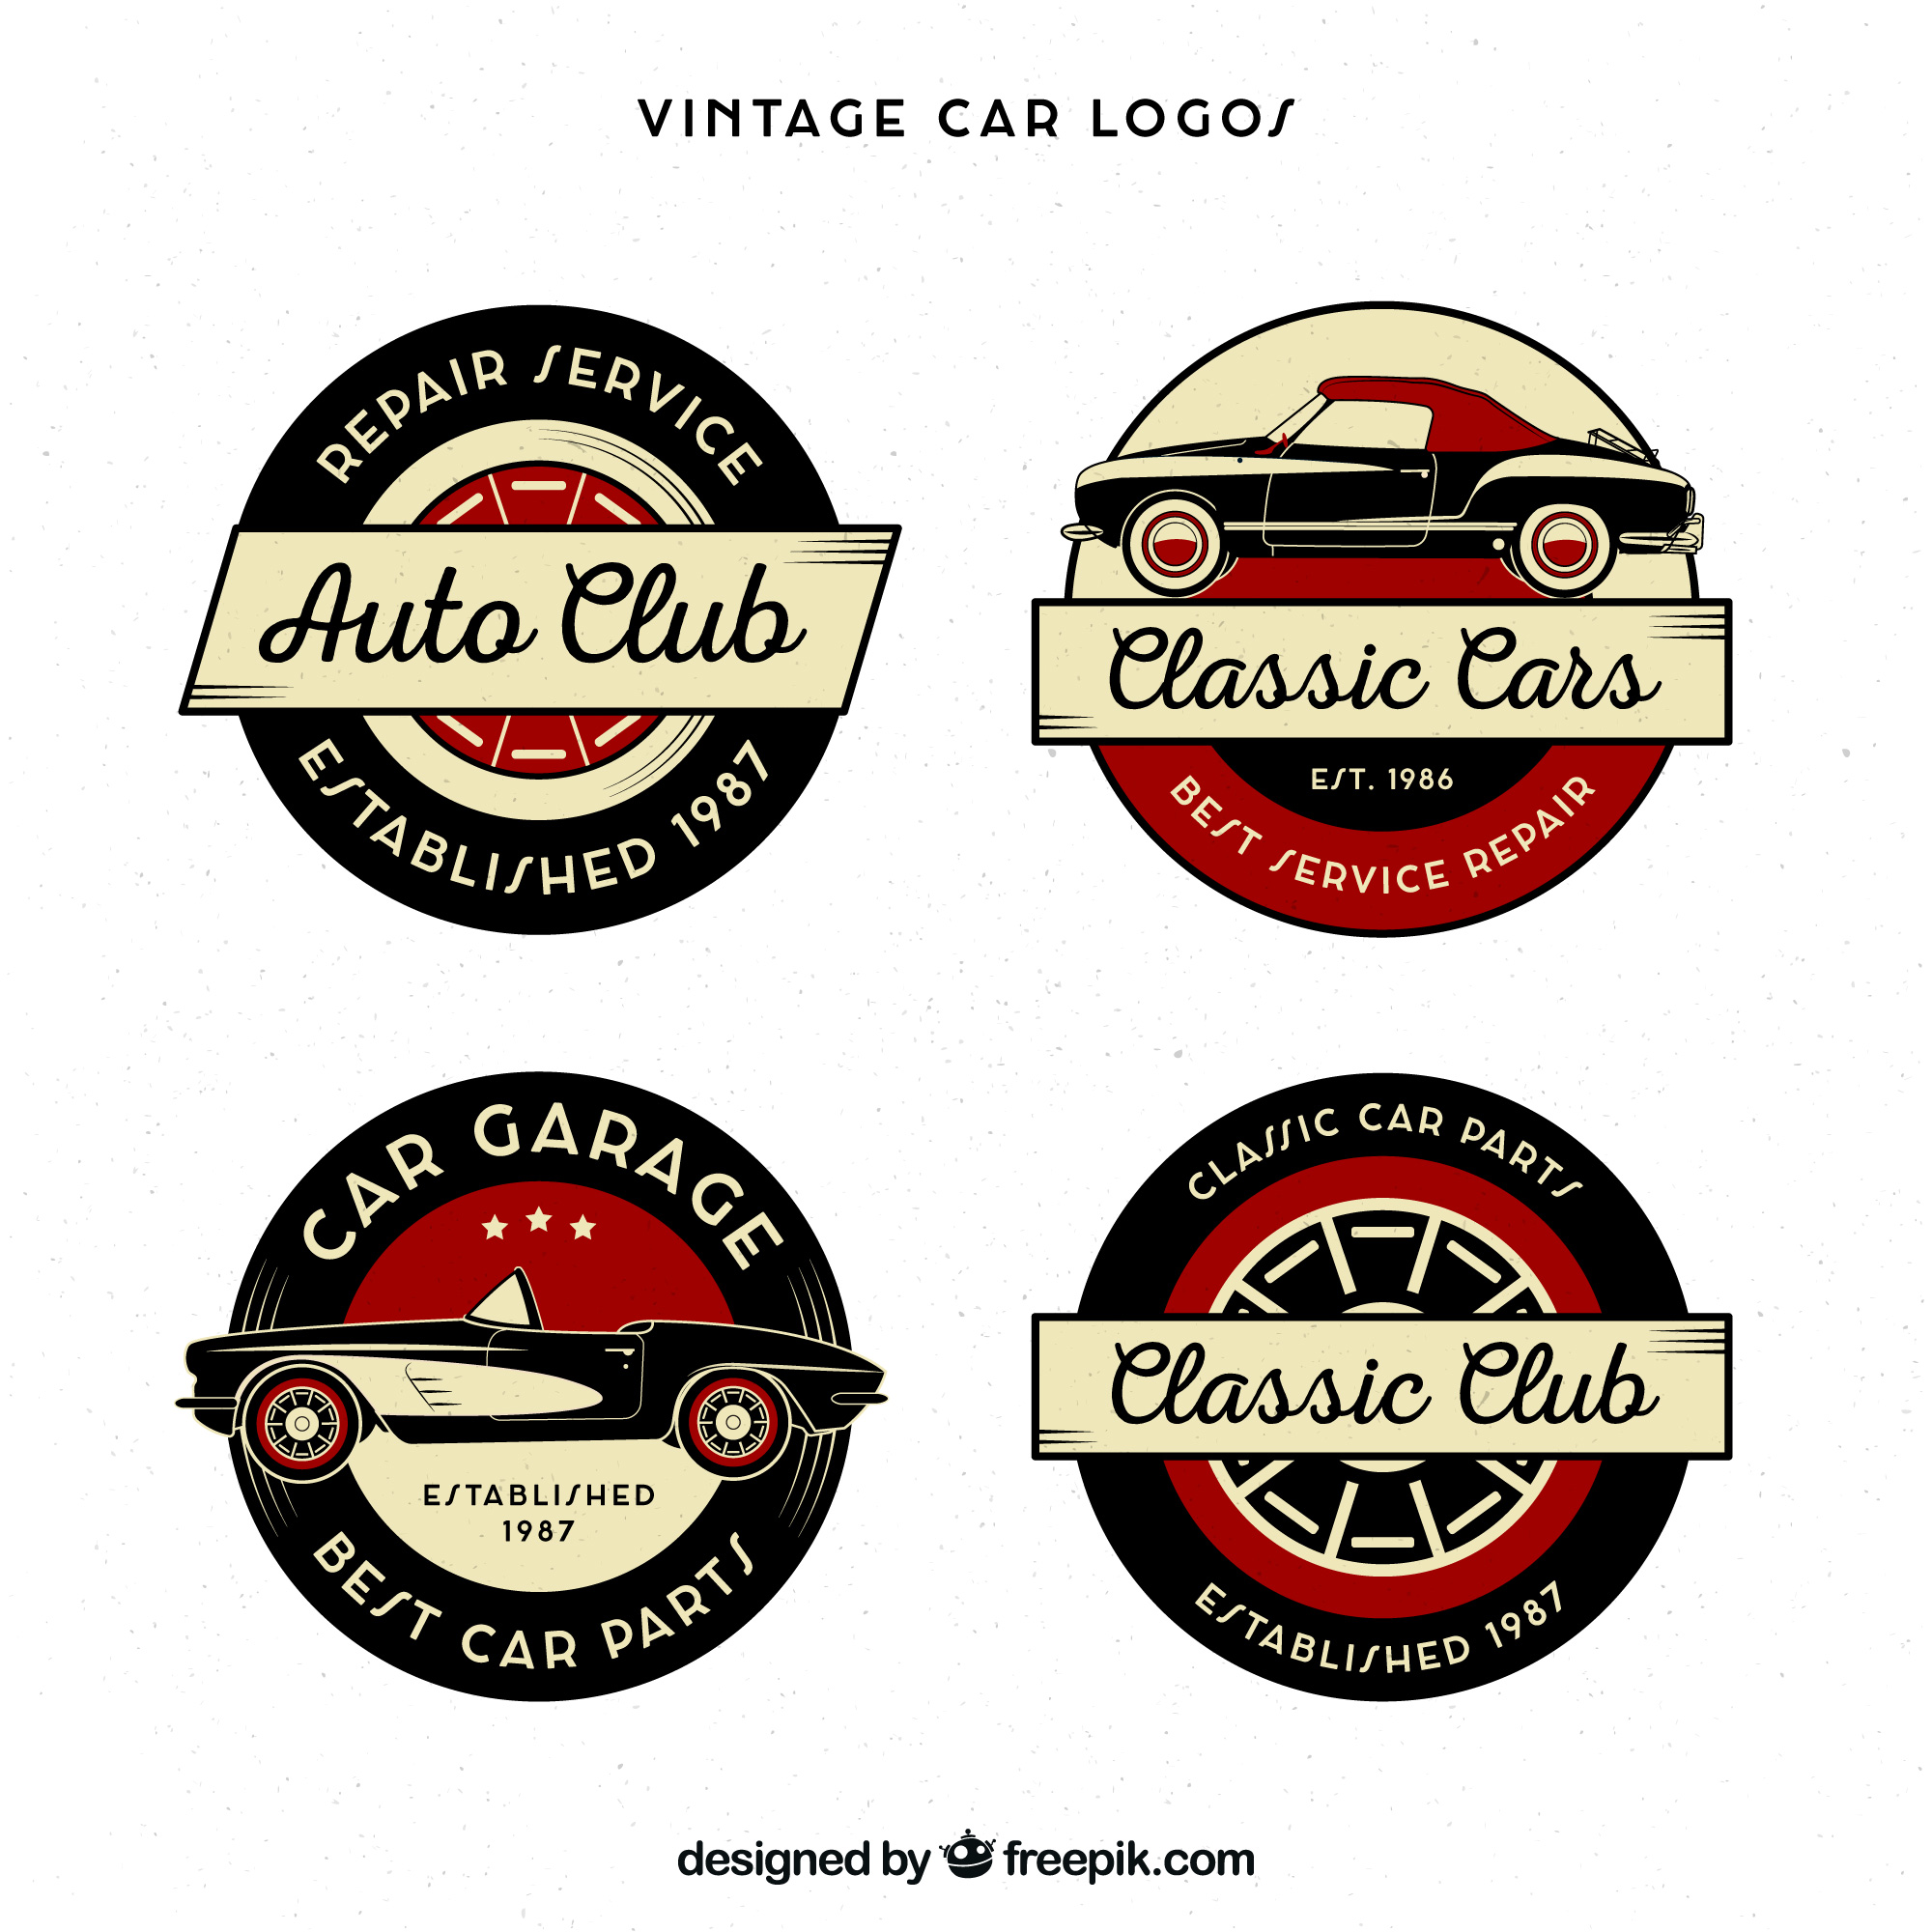 VINTAGE CAR LOGOS
REPAIR SERVICE
Auto Club
ESTABLISHED 1987
Classic Cars
EST. 1986
BEST SERVICE REPAIR
CAR GARAGE
ESTABLISHED
1987
BEST CAR PARTS
CLASSIC CAR PARTS
Classic Club
ESTABLISHED 1987
designed by freepik.com